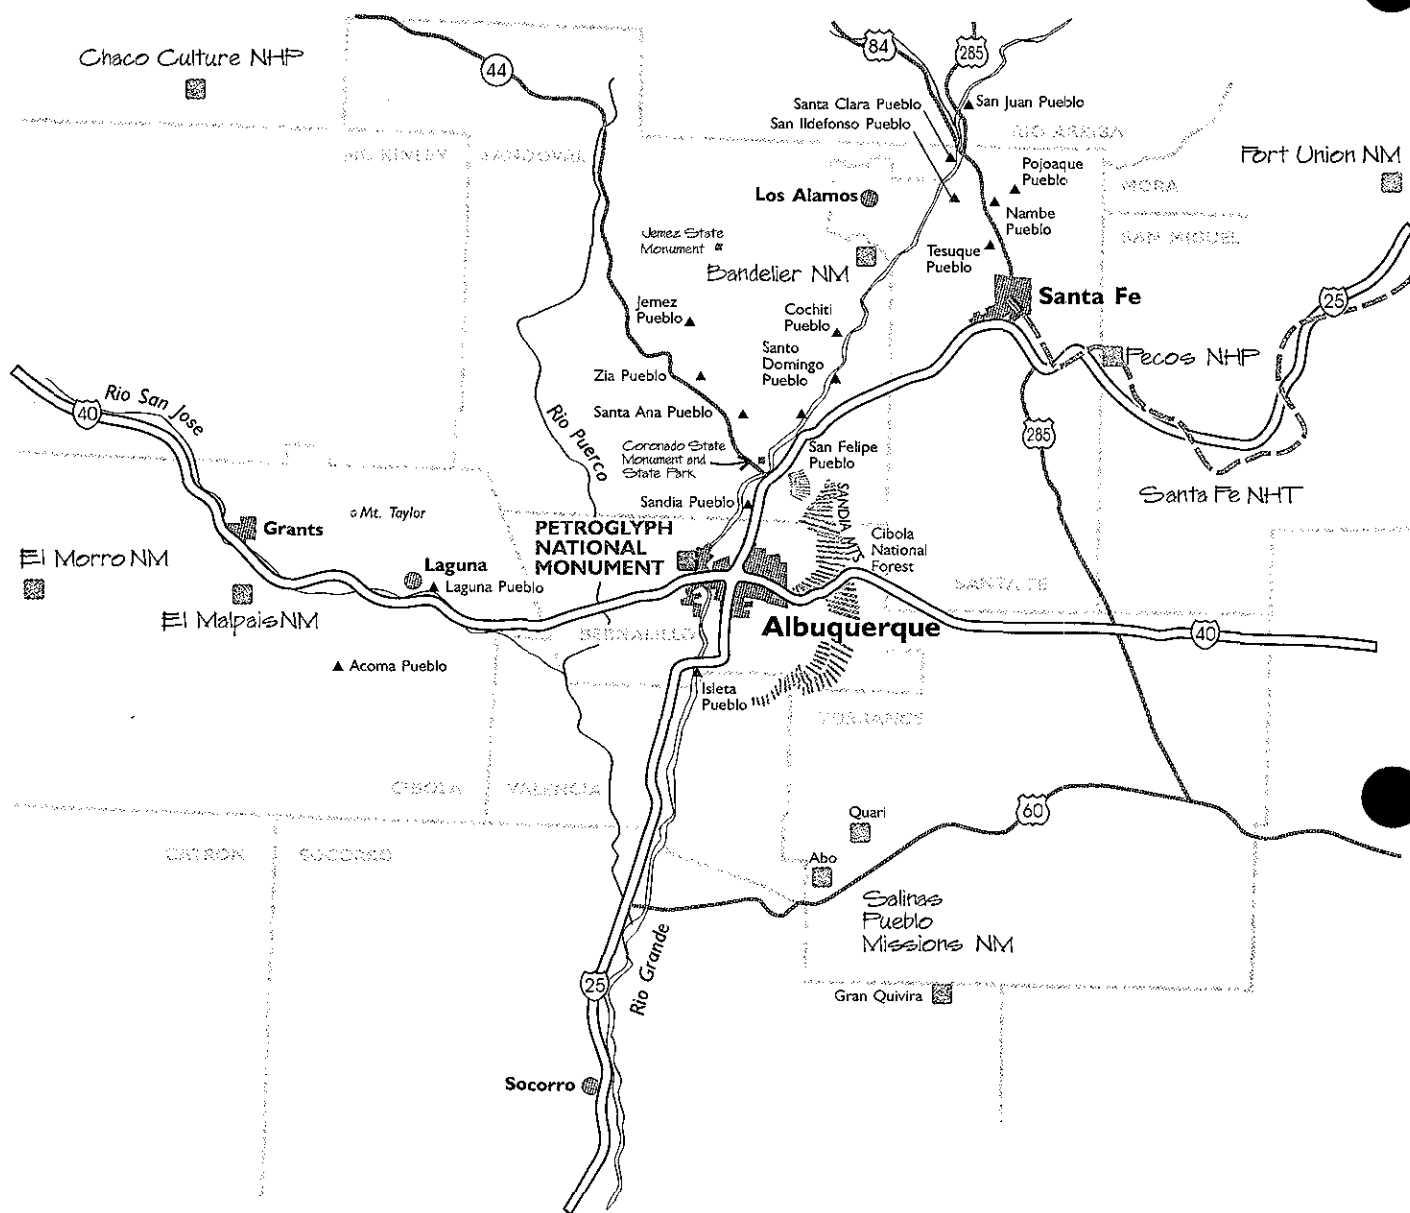 Chaco Culture NHP
44
84
285
Santa Clara Pueblo
San Juan Pueblo
San Ildefonso Pueblo
RIO ARRIBA
MC KINLEY
SANDOVAL
Pojoaque
Pueblo
Fort Union NM
MORA
Los Alamos
Nambe
Pueblo
SAN MIGUEL
Jemez State
Monument
Tesuque
Pueblo
Bandelier NM
Santa Fe
25
Jemez
Pueblo
Cochiti
Pueblo
Santo
Domingo
Pueblo
Pecos NHP
Zia Pueblo
Rio San Jose
40
Santa Ana Pueblo
Rio Puerco
285
Coronado State
Monument and
State Park
San Felipe
Pueblo
Santa Fe NHT
Sandia Pueblo
SANDIA MTS
Mt. Taylor
Grants
PETROGLYPH
NATIONAL
MONUMENT
Cibola
National
Forest
El Morro NM
Laguna
Laguna Pueblo
SANTA FE
El Malpais NM
BERNALILLO
Albuquerque
40
Acoma Pueblo
Isleta
Pueblo
TORRANCE
CIBOLA
VALENCIA
60
Quari
CATRON
SOCORRO
Abo
Salinas
Pueblo
Missions NM
Rio Grande
25
Gran Quivira
Socorro